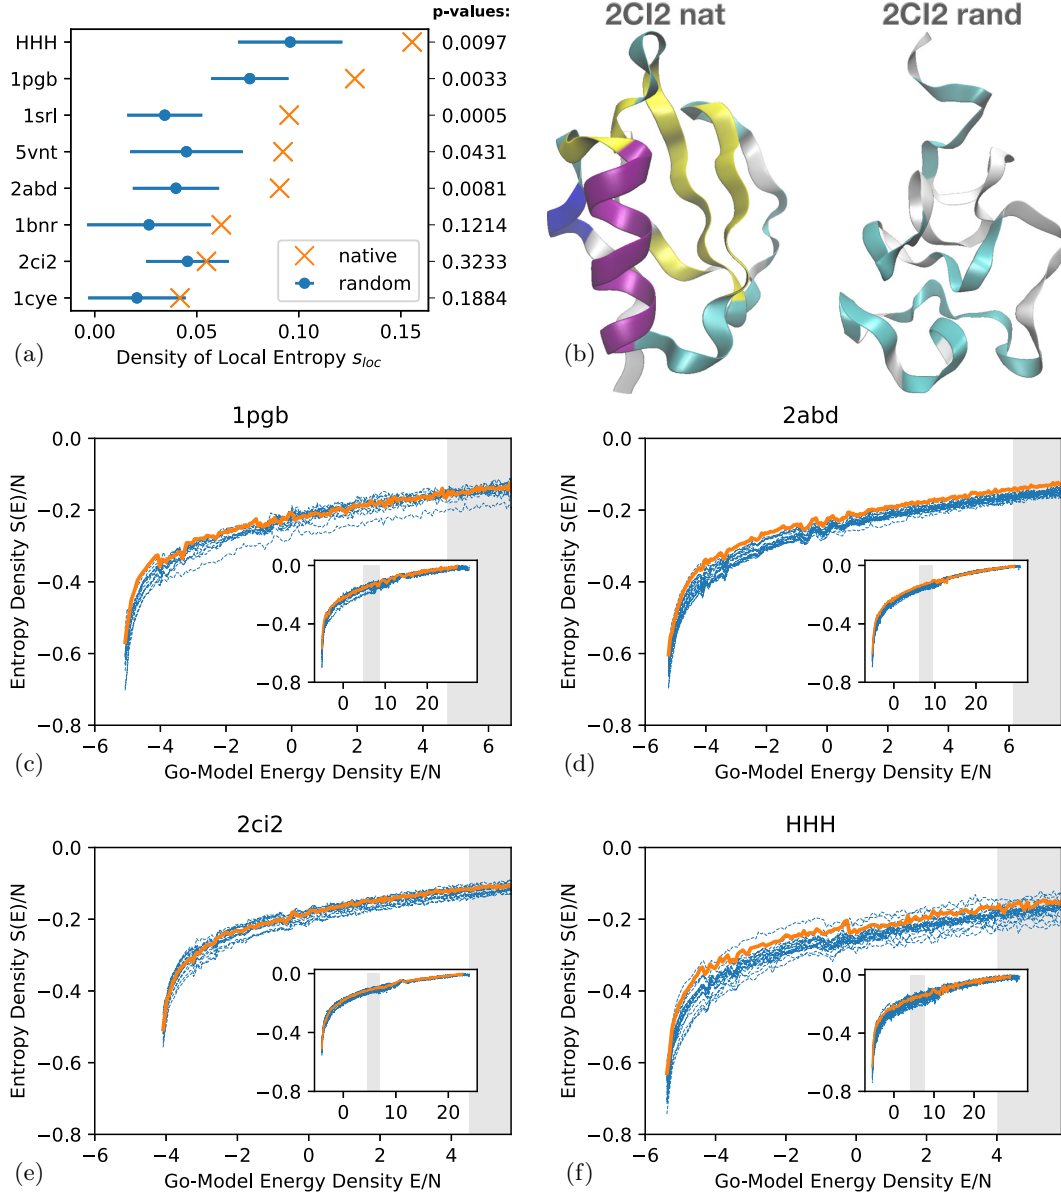 p-values:
HHH 0.0097
1pgb 0.0033
1srl 0.0005
5vnt 0.0431
2abd 0.0081
1bnr 0.1214
2ci2 0.3233
1cye 0.1884
native
random
0.00 0.05 0.10 0.15
(a) Density of Local Entropy s_loc
2CI2 nat 2CI2 rand
(b)
1pgb
0.0
−0.2
−0.4
−0.6
−0.8
Entropy Density S(E)/N
−6 −4 −2 0 2 4 6
0.0
−0.4
−0.8
0 10 20
(c) Go-Model Energy Density E/N
2abd
0.0
−0.2
−0.4
−0.6
−0.8
Entropy Density S(E)/N
−4 −2 0 2 4 6
0.0
−0.4
−0.8
0 10 20
(d) Go-Model Energy Density E/N
2ci2
0.0
−0.2
−0.4
−0.6
−0.8
Entropy Density S(E)/N
−6 −4 −2 0 2 4
0.0
−0.4
−0.8
0 10 20
(e) Go-Model Energy Density E/N
HHH
0.0
−0.2
−0.4
−0.6
−0.8
Entropy Density S(E)/N
−6 −4 −2 0 2 4
0.0
−0.4
−0.8
0 10 20 30
(f) Go-Model Energy Density E/N